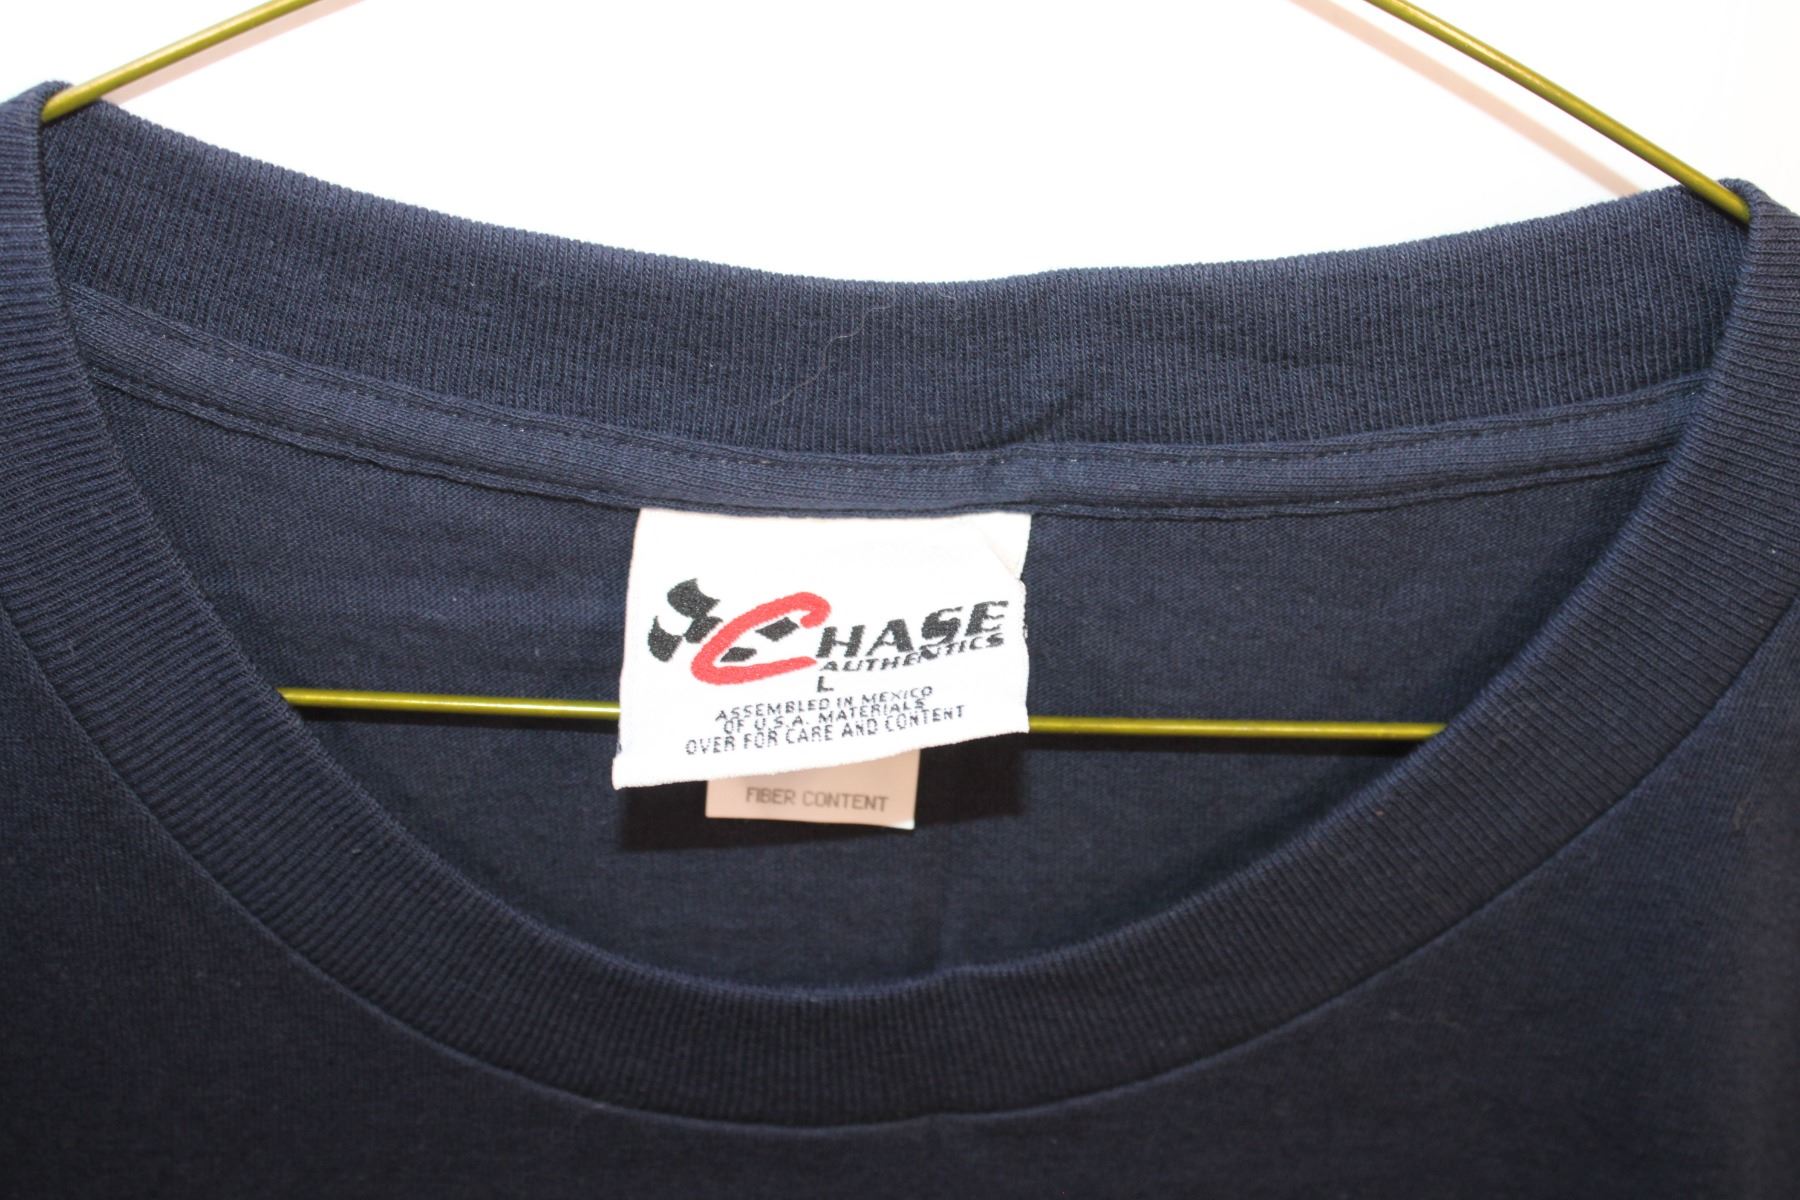 CHASE
AUTHENTICS
L
ASSEMBLED IN MEXICO
OF U.S.A. MATERIALS
OVER FOR CARE AND CONTENT
FIBER CONTENT